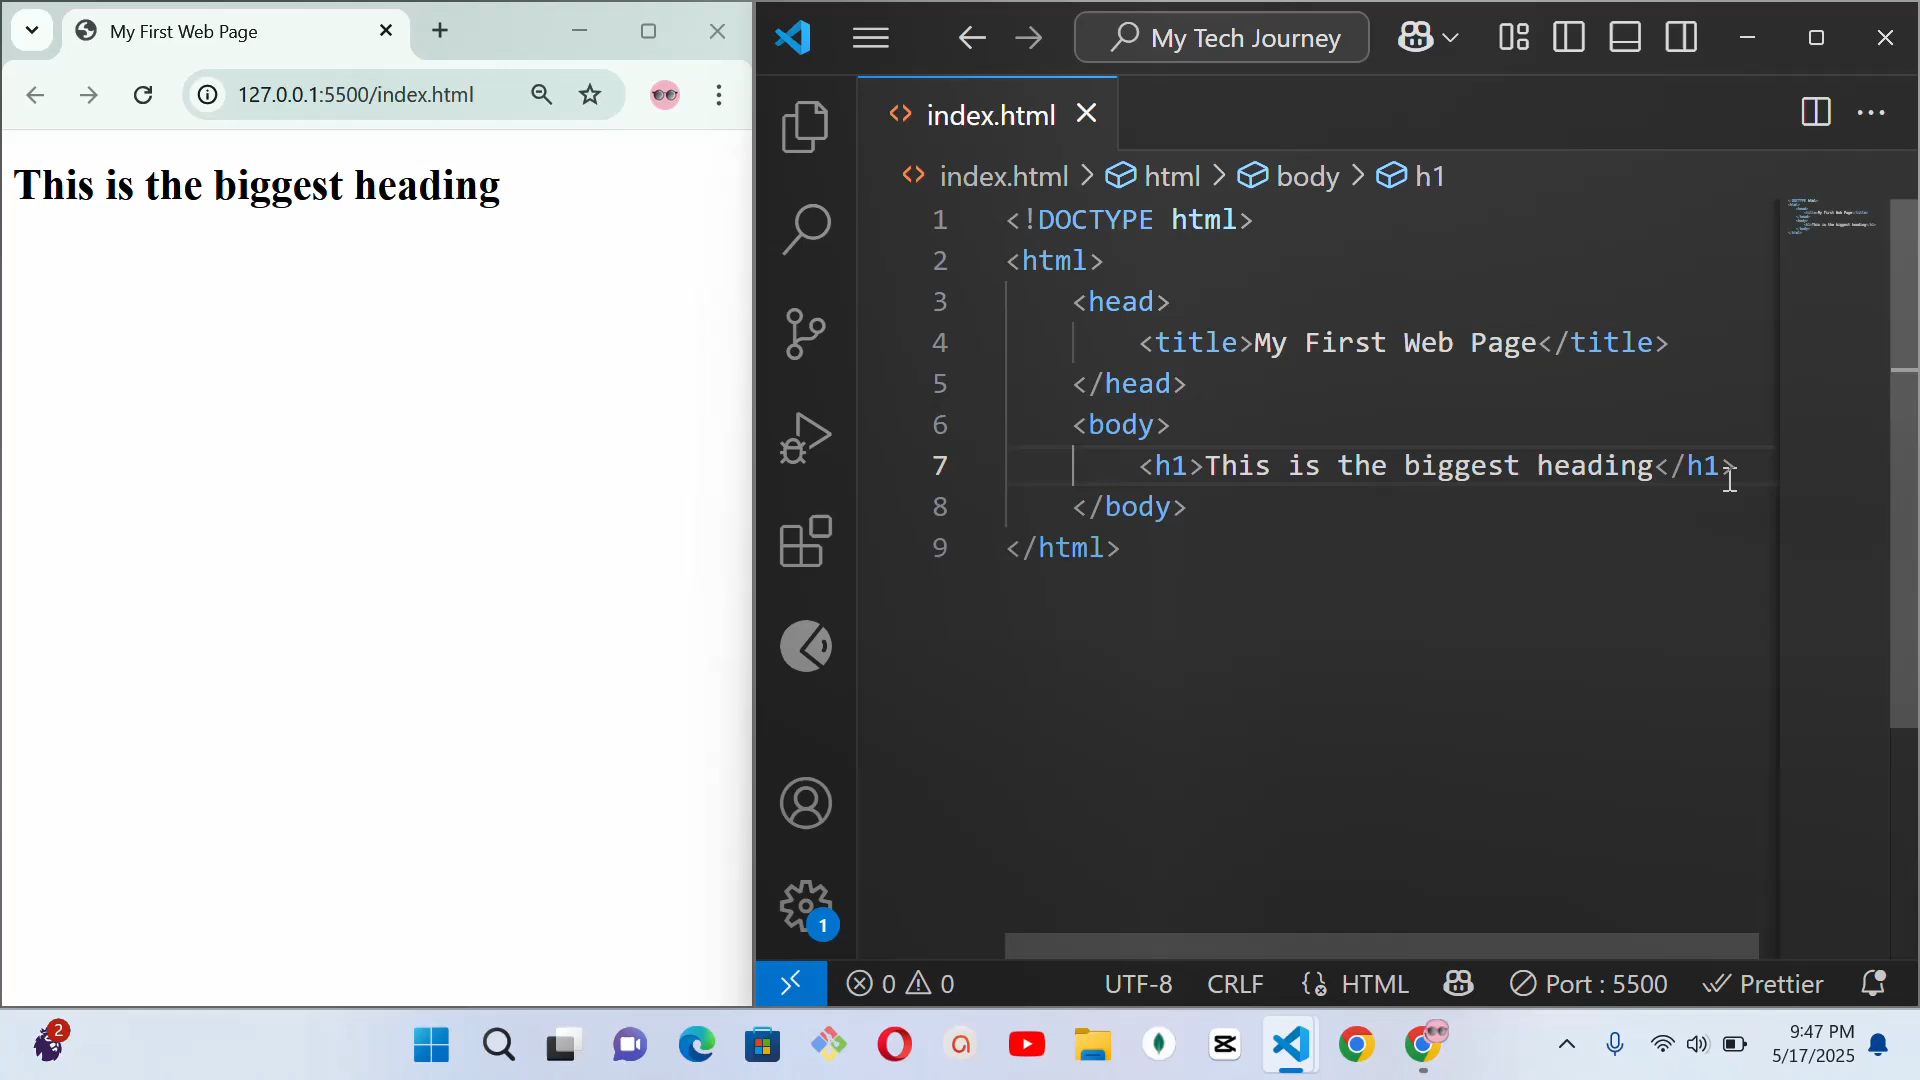 My First Web Page
127.0.0.1:5500/index.html
This is the biggest heading
My Tech Journey
index.html
index.html > html > body > h1
1 <!DOCTYPE html>
2 <html>
3 <head>
4 <title>My First Web Page</title>
5 </head>
6 <body>
7 <h1>This is the biggest heading</h1>
8 </body>
9 </html>
1
0 0 UTF-8 CRLF HTML Port : 5500 Prettier
2
9:47 PM
5/17/2025